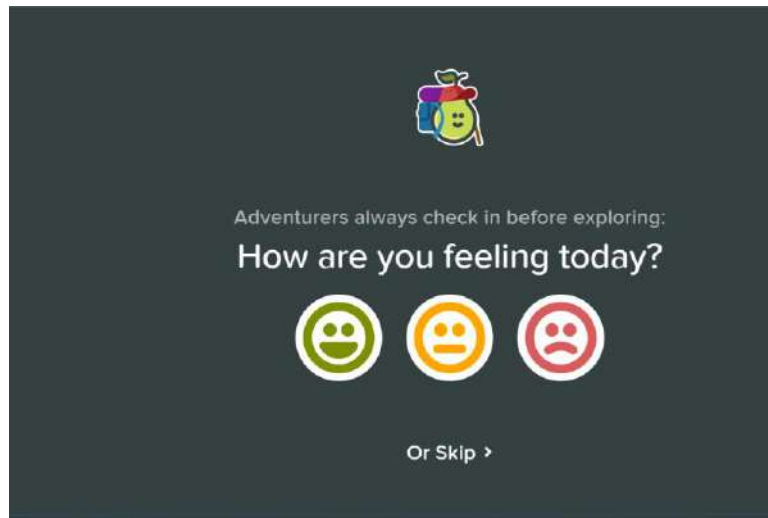 Adventurers always check in before exploring:
How are you feeling today?
Or Skip >